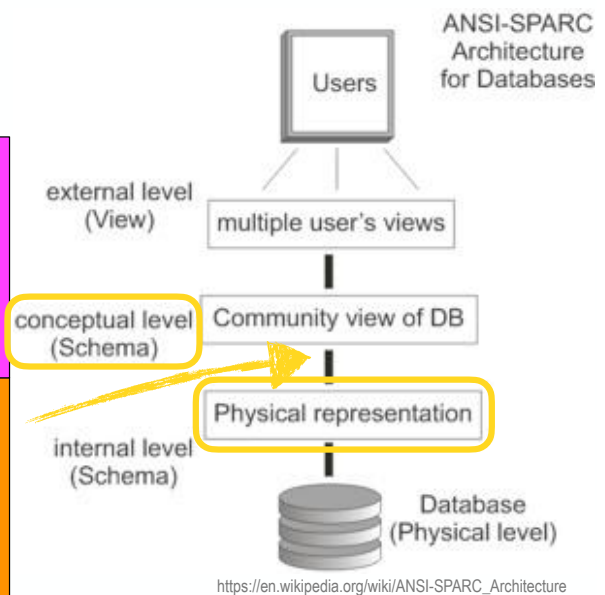 ANSI-SPARC
Architecture
for Databases
Users
external level
(View)
multiple user's views
conceptual level
(Schema)
Community view of DB
Physical representation
internal level
(Schema)
Database
(Physical level)
https://en.wikipedia.org/wiki/ANSI-SPARC_Architecture